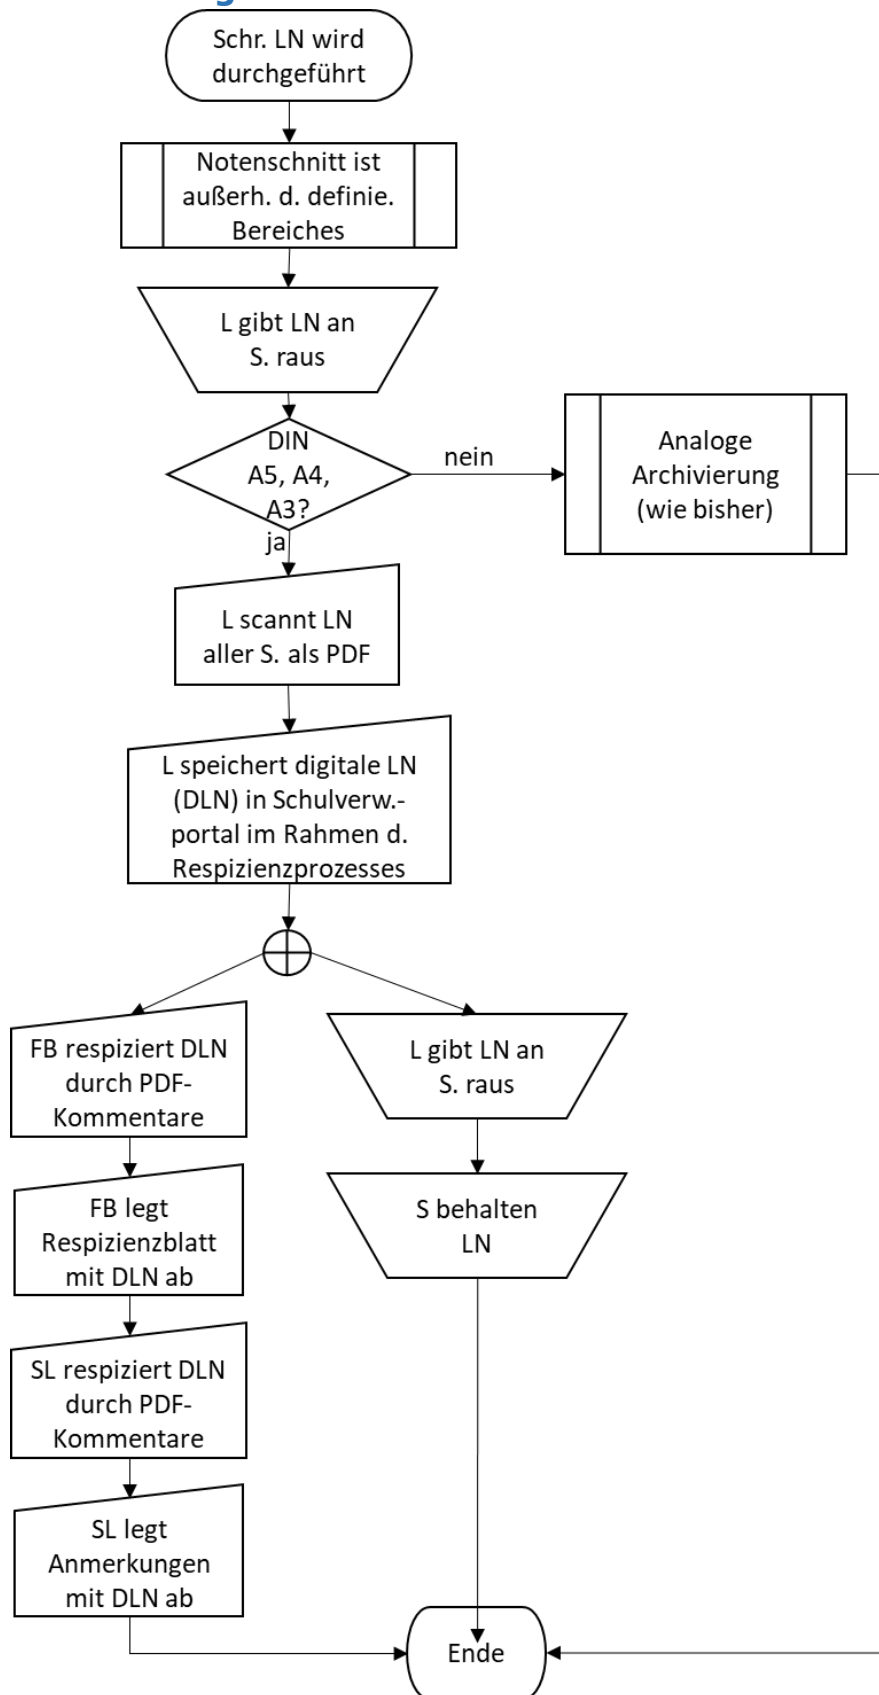 Schr. LN wird
durchgeführt
Notenschnitt ist
außerh. d. definie.
Bereiches
L gibt LN an
S. raus
DIN
A5, A4,
A3?
nein
Analoge
Archivierung
(wie bisher)
ja
L scannt LN
aller S. als PDF
L speichert digitale LN
(DLN) in Schulverw.-
portal im Rahmen d.
Respizienzprozesses
FB respiziert DLN
durch PDF-
Kommentare
L gibt LN an
S. raus
FB legt
Respizienzblatt
mit DLN ab
S behalten
LN
SL respiziert DLN
durch PDF-
Kommentare
SL legt
Anmerkungen
mit DLN ab
Ende